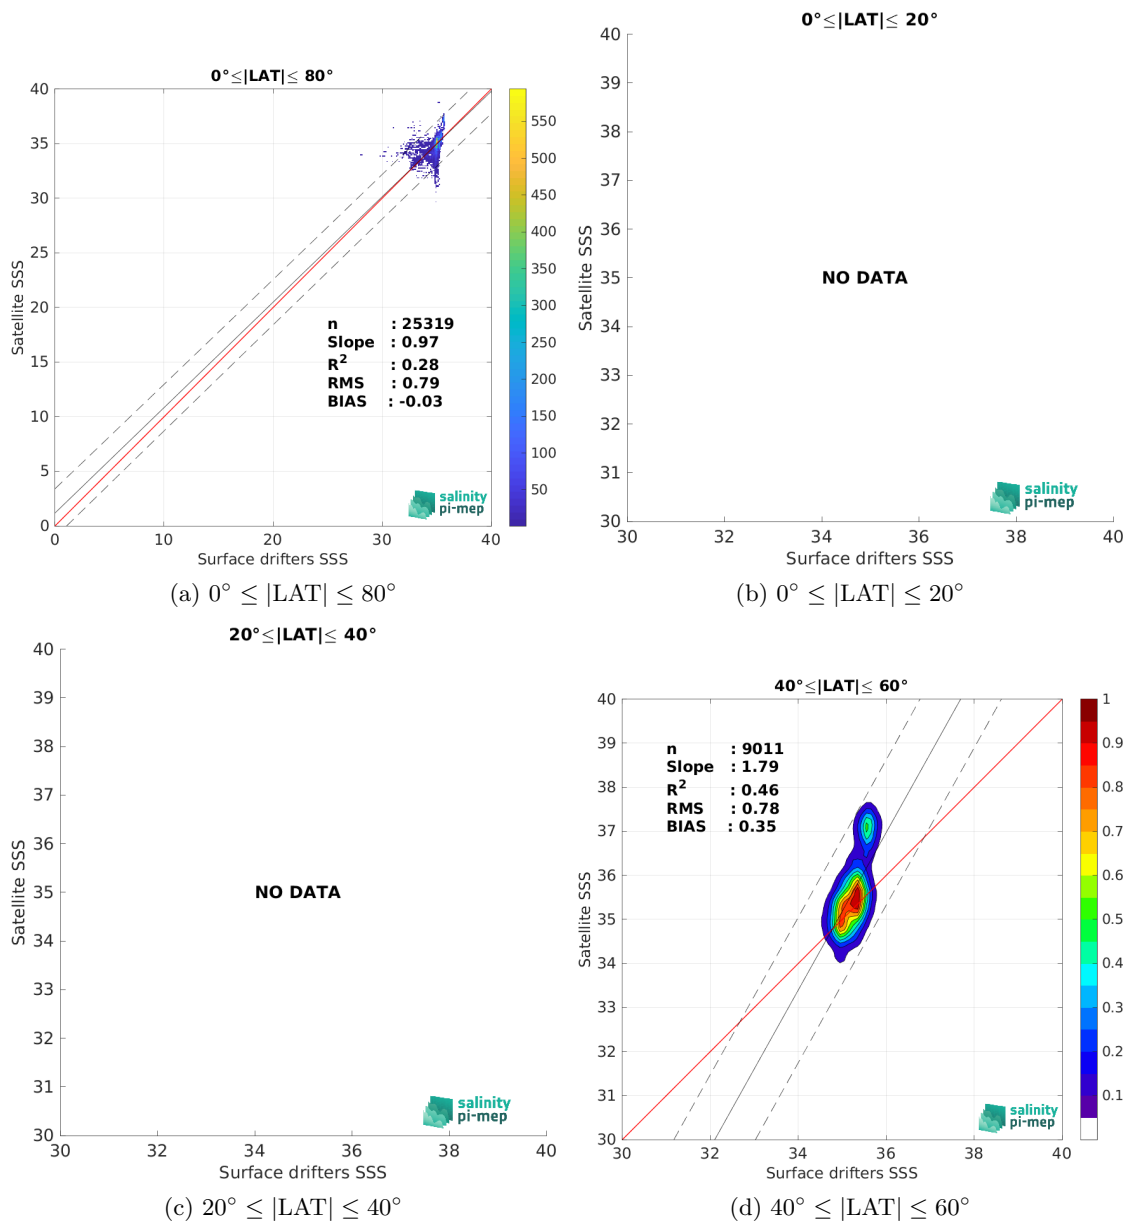 0°≤|LAT|≤ 80°
40
35
30
25
20
15
10
5
0
Satellite SSS
0
10
20
30
40
Surface drifters SSS
n : 25319
Slope : 0.97
R² : 0.28
RMS : 0.79
BIAS : -0.03
salinity
pi-mep
550
500
450
400
350
300
250
200
150
100
50
(a) 0° ≤ |LAT| ≤ 80°
0°≤|LAT|≤ 20°
40
39
38
37
36
35
34
33
32
31
30
Satellite SSS
NO DATA
salinity
pi-mep
30
32
34
36
38
40
Surface drifters SSS
(b) 0° ≤ |LAT| ≤ 20°
20°≤|LAT|≤ 40°
40
39
38
37
36
35
34
33
32
31
30
Satellite SSS
NO DATA
salinity
pi-mep
30
32
34
36
38
40
Surface drifters SSS
(c) 20° ≤ |LAT| ≤ 40°
40°≤|LAT|≤ 60°
40
39
38
37
36
35
34
33
32
31
30
Satellite SSS
n : 9011
Slope : 1.79
R² : 0.46
RMS : 0.78
BIAS : 0.35
salinity
pi-mep
30
32
34
36
38
40
Surface drifters SSS
1
0.9
0.8
0.7
0.6
0.5
0.4
0.3
0.2
0.1
(d) 40° ≤ |LAT| ≤ 60°